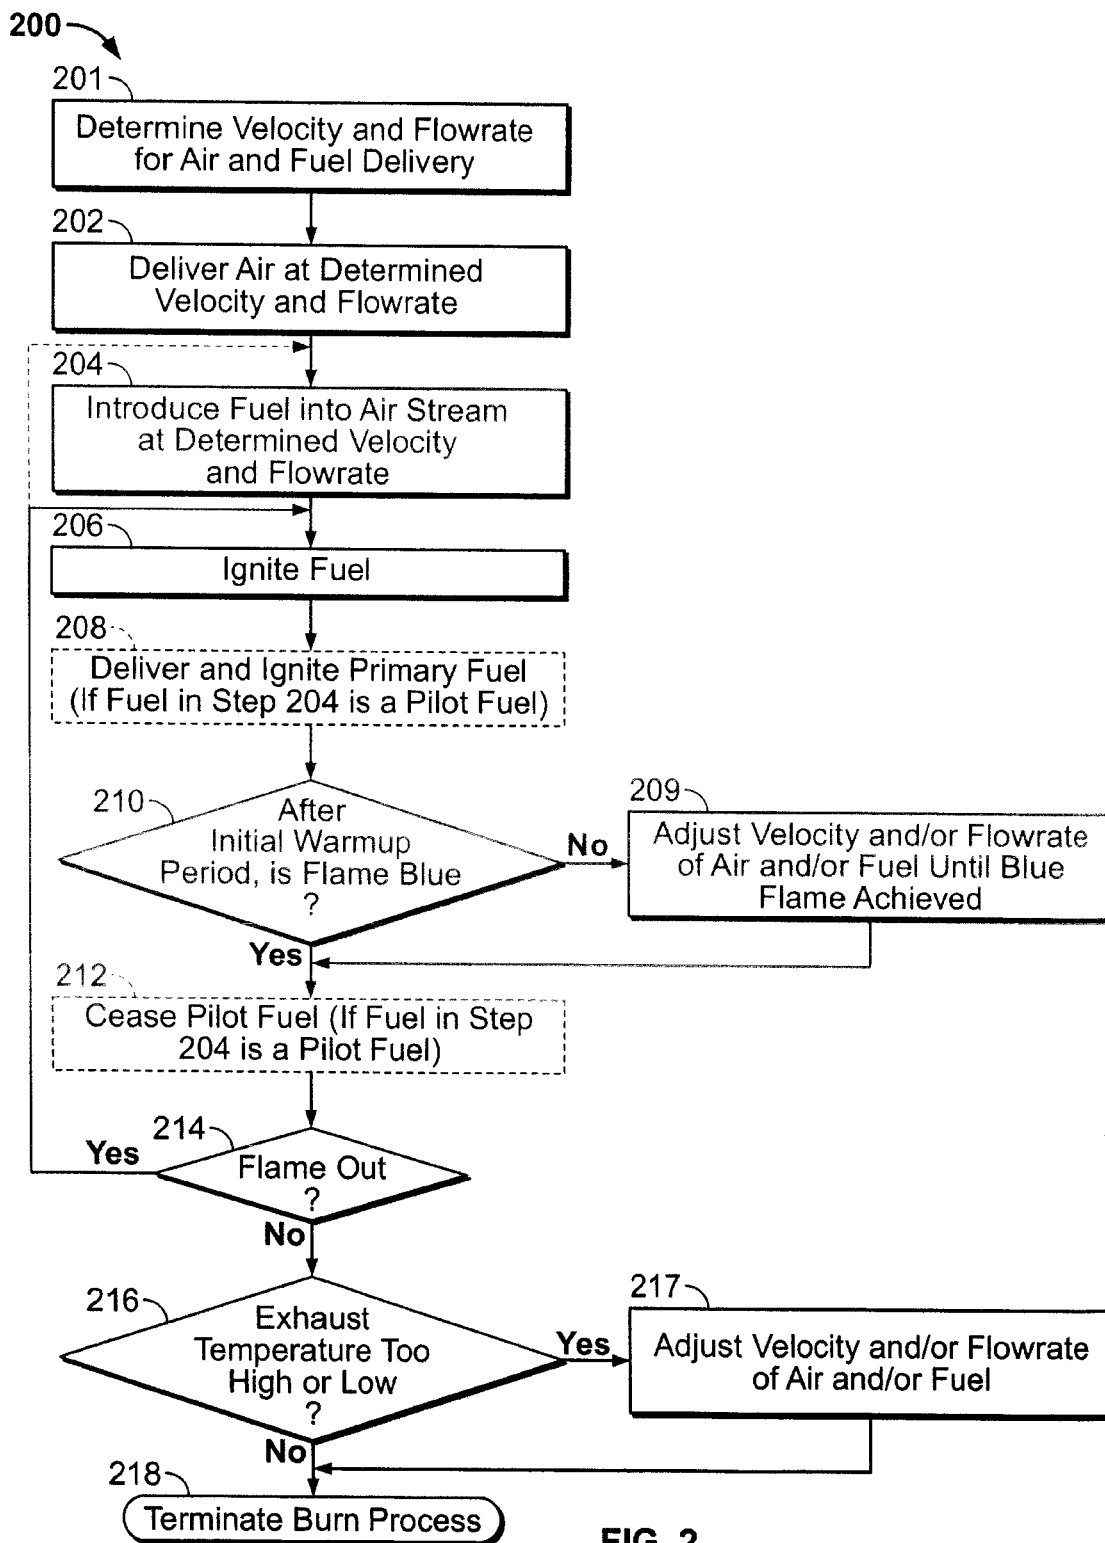 200
201
Determine Velocity and Flowrate
for Air and Fuel Delivery
202
Deliver Air at Determined
Velocity and Flowrate
204
Introduce Fuel into Air Stream
at Determined Velocity
and Flowrate
206
Ignite Fuel
208
Deliver and Ignite Primary Fuel
(If Fuel in Step 204 is a Pilot Fuel)
210
After
Initial Warmup
Period, is Flame Blue
?
No
209
Adjust Velocity and/or Flowrate
of Air and/or Fuel Until Blue
Flame Achieved
Yes
212
Cease Pilot Fuel (If Fuel in Step
204 is a Pilot Fuel)
214
Yes
Flame Out
?
No
216
Exhaust
Temperature Too
High or Low
?
Yes
217
Adjust Velocity and/or Flowrate
of Air and/or Fuel
No
218
Terminate Burn Process
FIG. 2